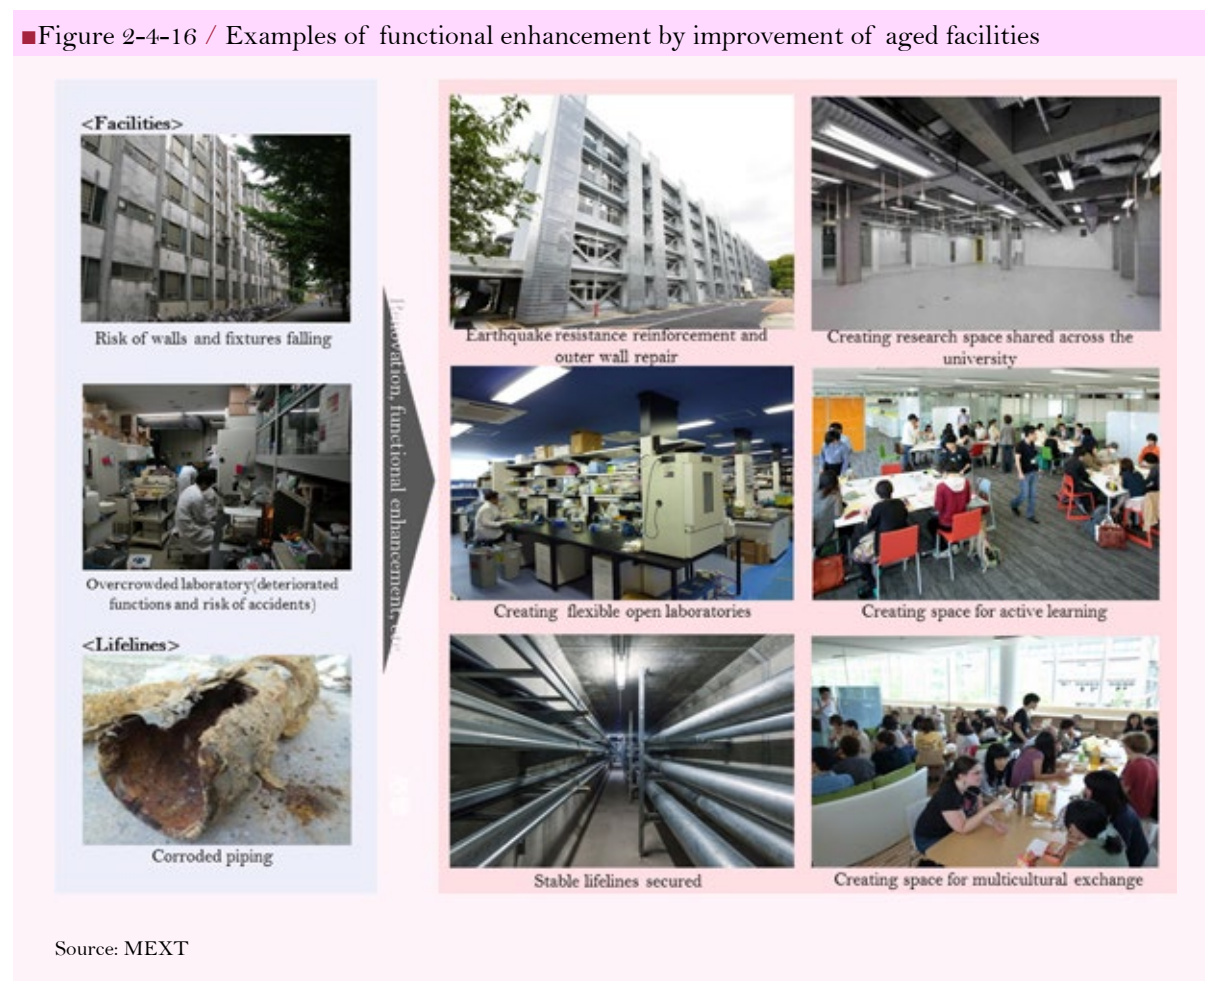 ■Figure 2-4-16 / Examples of functional enhancement by improvement of aged facilities
<Facilities>
Risk of walls and fixtures falling
Overcrowded laboratory(deteriorated
functions and risk of accidents)
<Lifelines>
Corroded piping
Renovation, functional enhancement, etc.
Earthquake resistance reinforcement and
outer wall repair
Creating research space shared across the
university
Creating flexible open laboratories
Creating space for active learning
Stable lifelines secured
Creating space for multicultural exchange
Source: MEXT